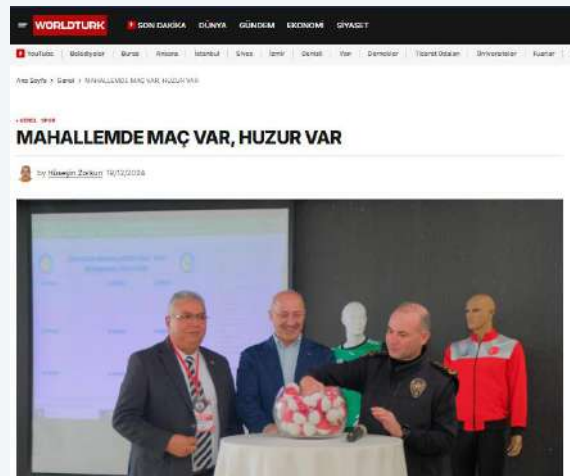 WORLDTURK SON DAKİKA DÜNYA GÜNDEM EKONOMİ SİYASET
YouTube Belediyeler Bursa Ankara İstanbul Sivas İzmir Denizli Van Dernekler Ticaret Odaları Üniversiteler Fuarlar
Ana Sayfa > Genel > MAHALLEMDE MAÇ VAR, HUZUR VAR
GENEL SPOR
MAHALLEMDE MAÇ VAR, HUZUR VAR
by Hüseyin Zorkun 19/12/2024